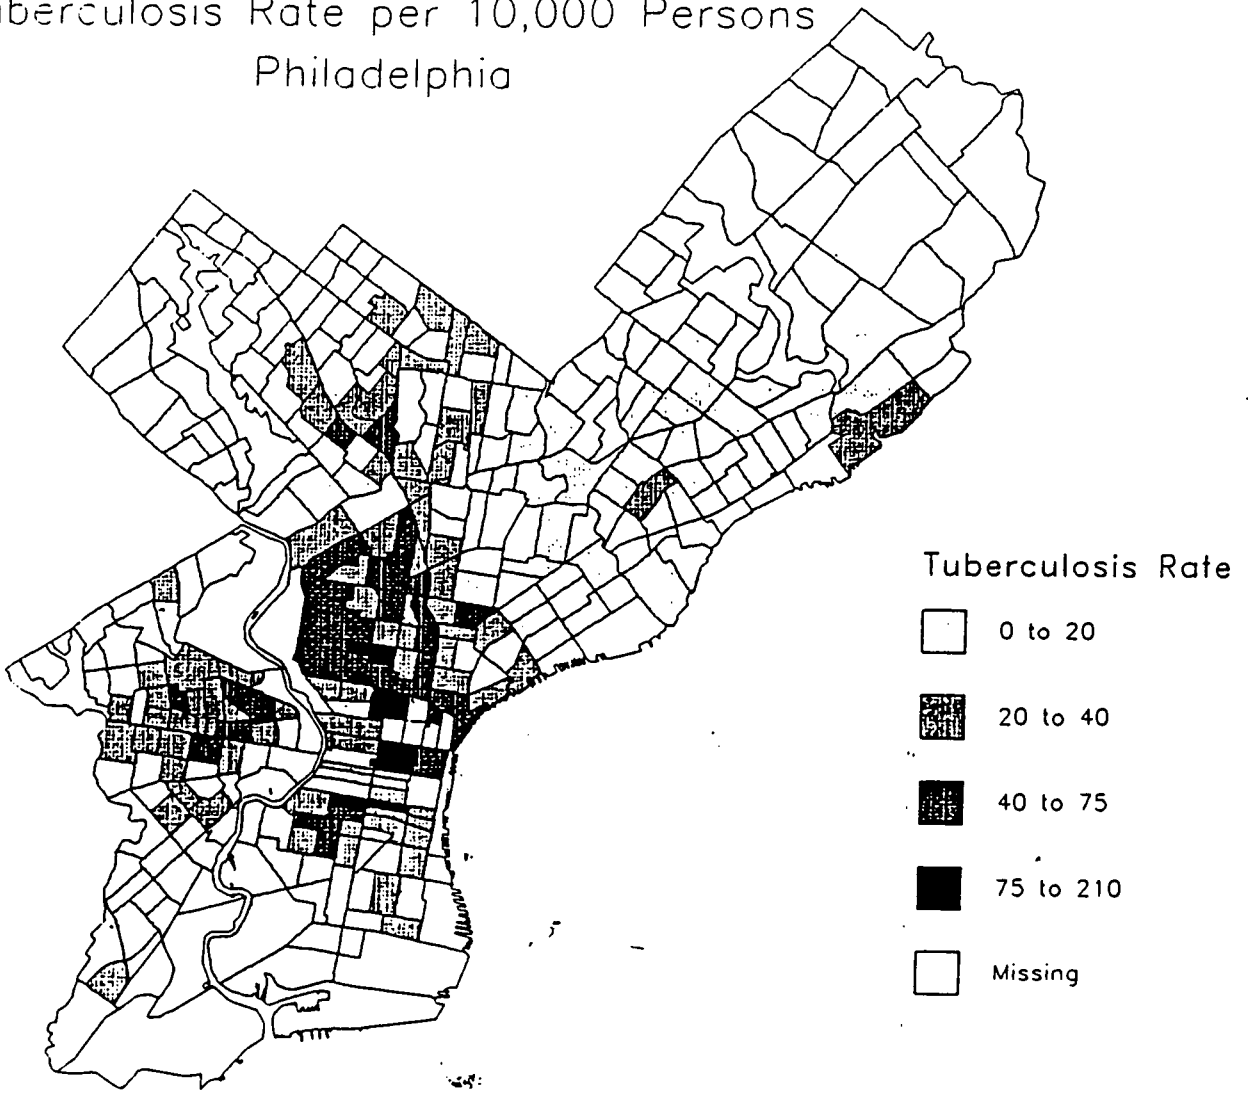 uberculosis Rate per 10,000 Persons
Philadelphia
Tuberculosis Rate
0 to 20
20 to 40
40 to 75
75 to 210
Missing